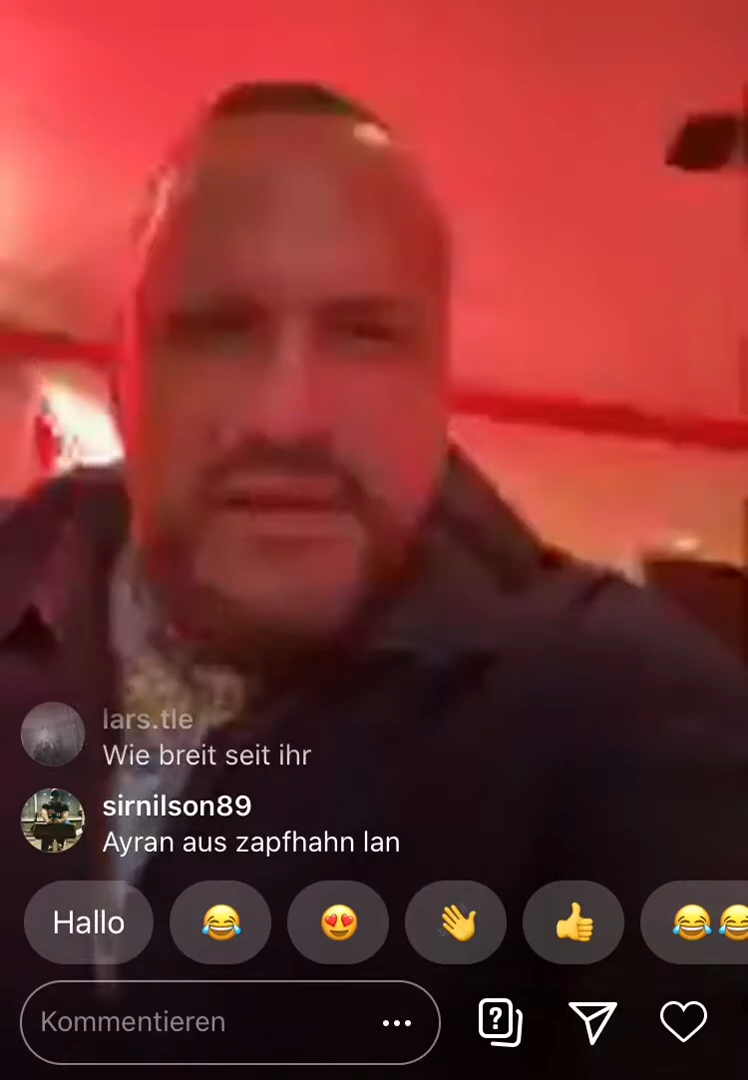 lars.tle
Wie breit seit ihr
sirnilson89
Ayran aus zapfhahn lan
Hallo
Kommentieren